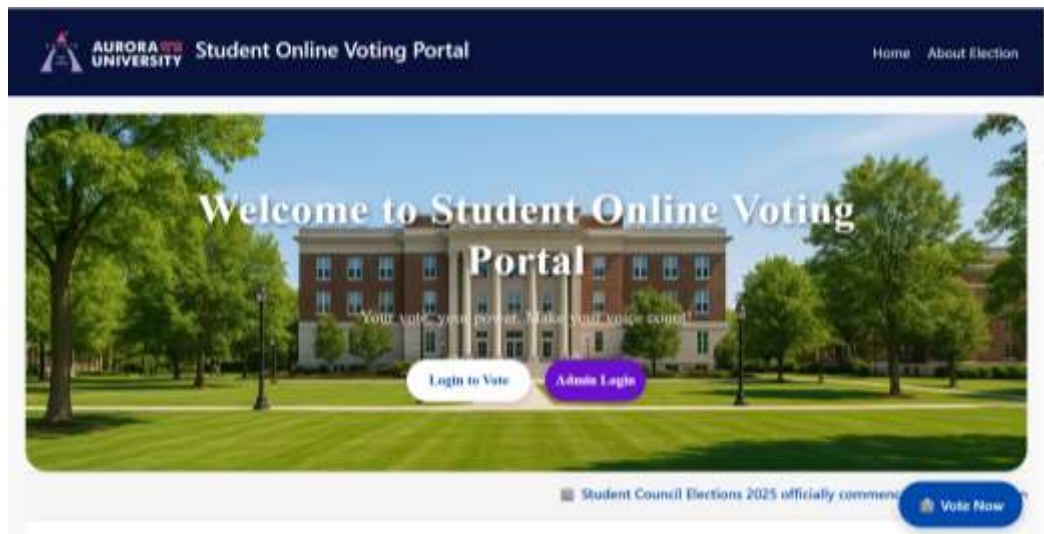 AURORA
UNIVERSITY
Student Online Voting Portal
Home About Election
Welcome to Student Online Voting
Portal
Your vote, your power. Make your voice count!
Login to Vote Admin Login
Student Council Elections 2025 officially commenc
Vote Now